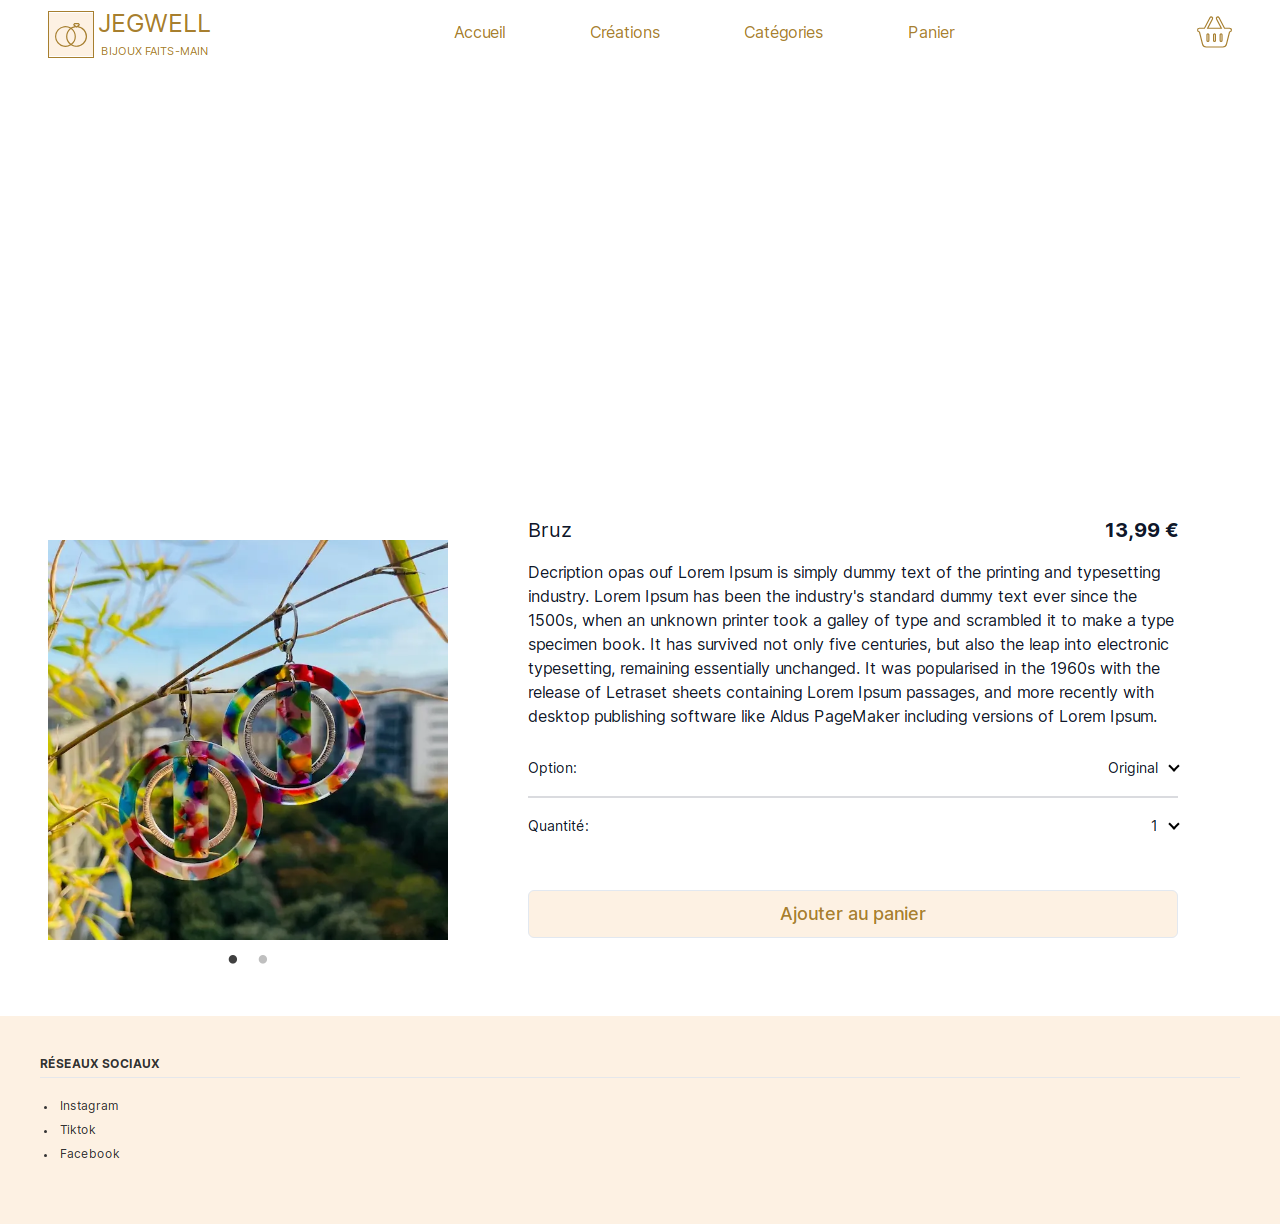 JEGWELL
BIJOUX FAITS-MAIN
Accueil
Créations
Catégories
Panier
Bruz
13,99 €
Decription opas ouf Lorem Ipsum is simply dummy text of the printing and typesetting
industry. Lorem Ipsum has been the industry's standard dummy text ever since the
1500s, when an unknown printer took a galley of type and scrambled it to make a type
specimen book. It has survived not only five centuries, but also the leap into electronic
typesetting, remaining essentially unchanged. It was popularised in the 1960s with the
release of Letraset sheets containing Lorem Ipsum passages, and more recently with
desktop publishing software like Aldus PageMaker including versions of Lorem Ipsum.
Option:
Original
Quantité:
1
Ajouter au panier
RÉSEAUX SOCIAUX
Instagram
Tiktok
Facebook